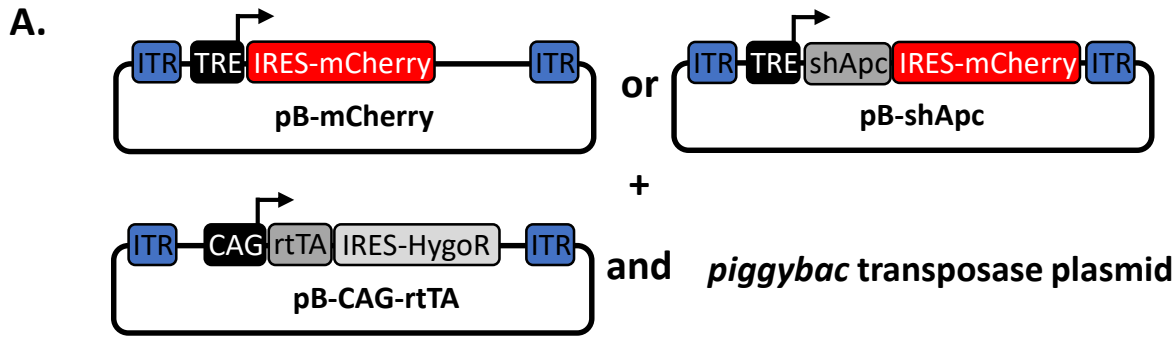 A.
ITR TRE IRES-mCherry ITR
pB-mCherry
or
ITR TRE shApc IRES-mCherry ITR
pB-shApc
+
ITR CAG rtTA IRES-HygoR ITR
pB-CAG-rtTA
and piggybac transposase plasmid